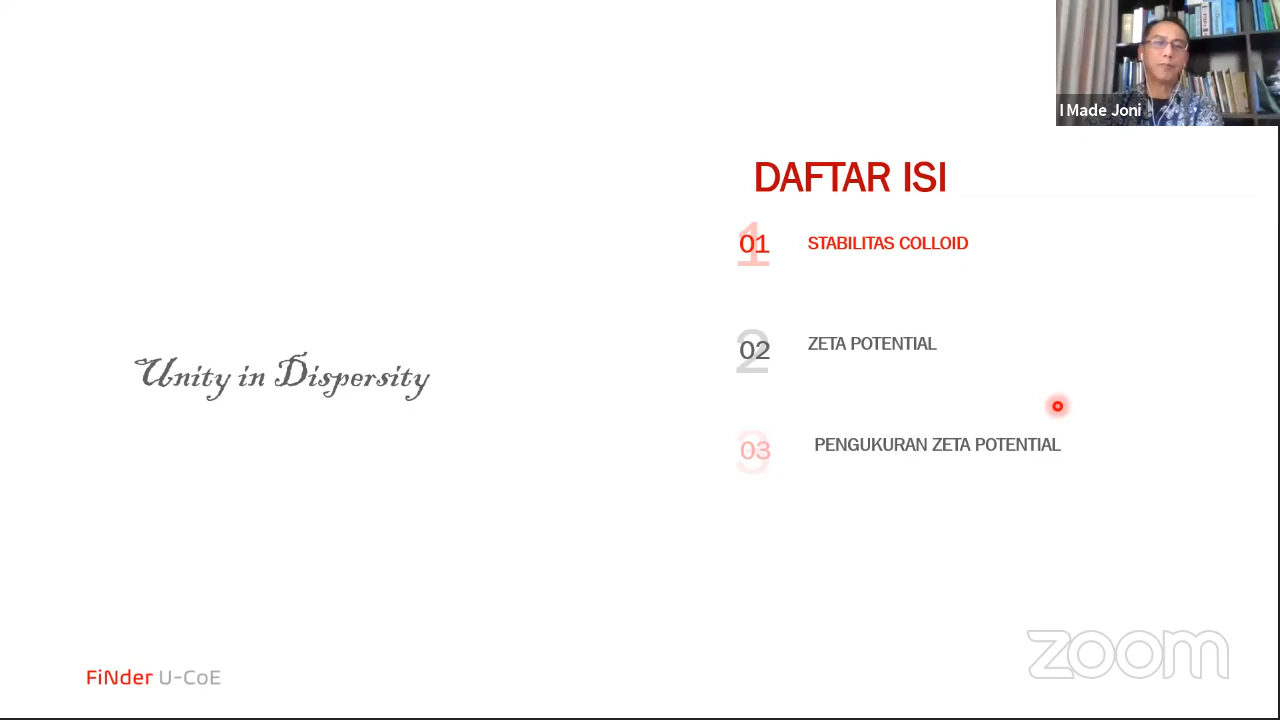 I Made Joni
DAFTAR ISI
01
STABILITAS COLLOID
02
ZETA POTENTIAL
Unity in Dispersity
03
PENGUKURAN ZETA POTENTIAL
FiNder U-CoE
zoom